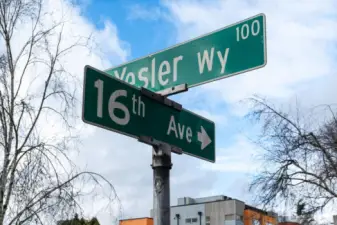 Yesler Wy 100
16th Ave →